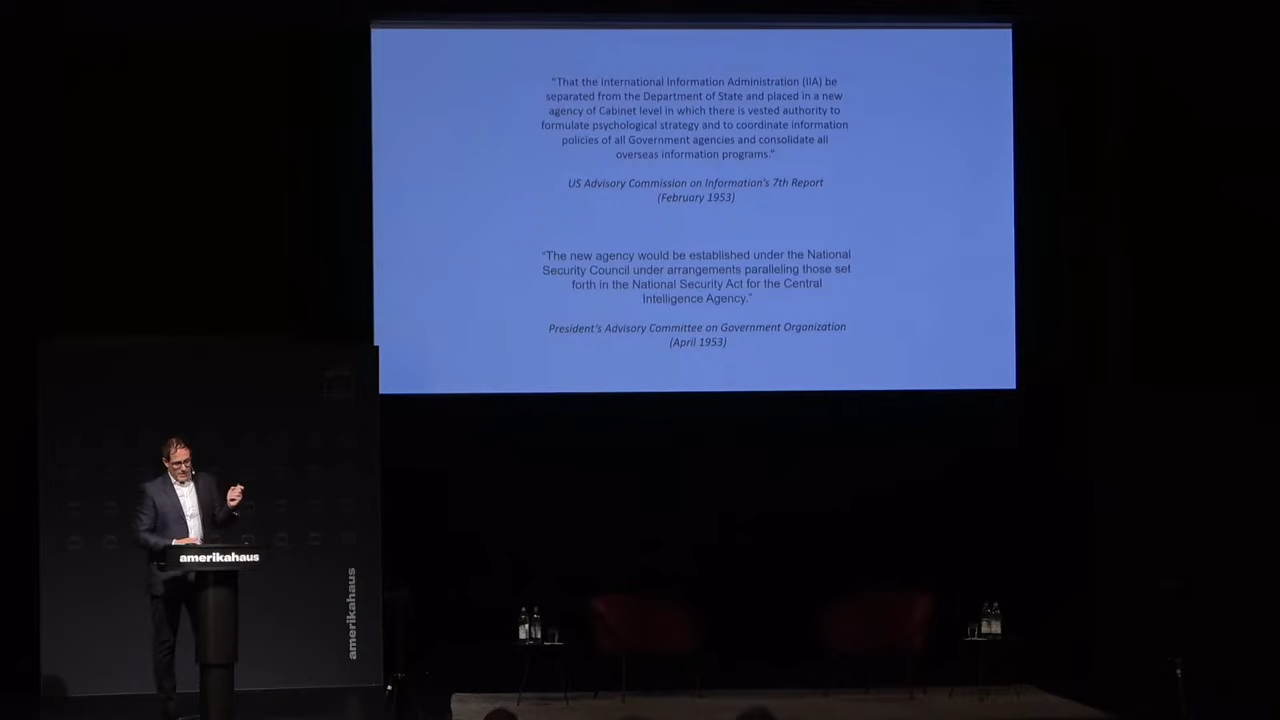 “That the International Information Administration (IIA) be
separated from the Department of State and placed in a new
agency of Cabinet level in which there is vested authority to
formulate psychological strategy and to coordinate information
policies of all Government agencies and consolidate all
overseas information programs.”
US Advisory Commission on Information’s 7th Report
(February 1953)
“The new agency would be established under the National
Security Council under arrangements paralleling those set
forth in the National Security Act for the Central
Intelligence Agency.”
President’s Advisory Committee on Government Organization
(April 1953)
amerikahaus
amerikahaus